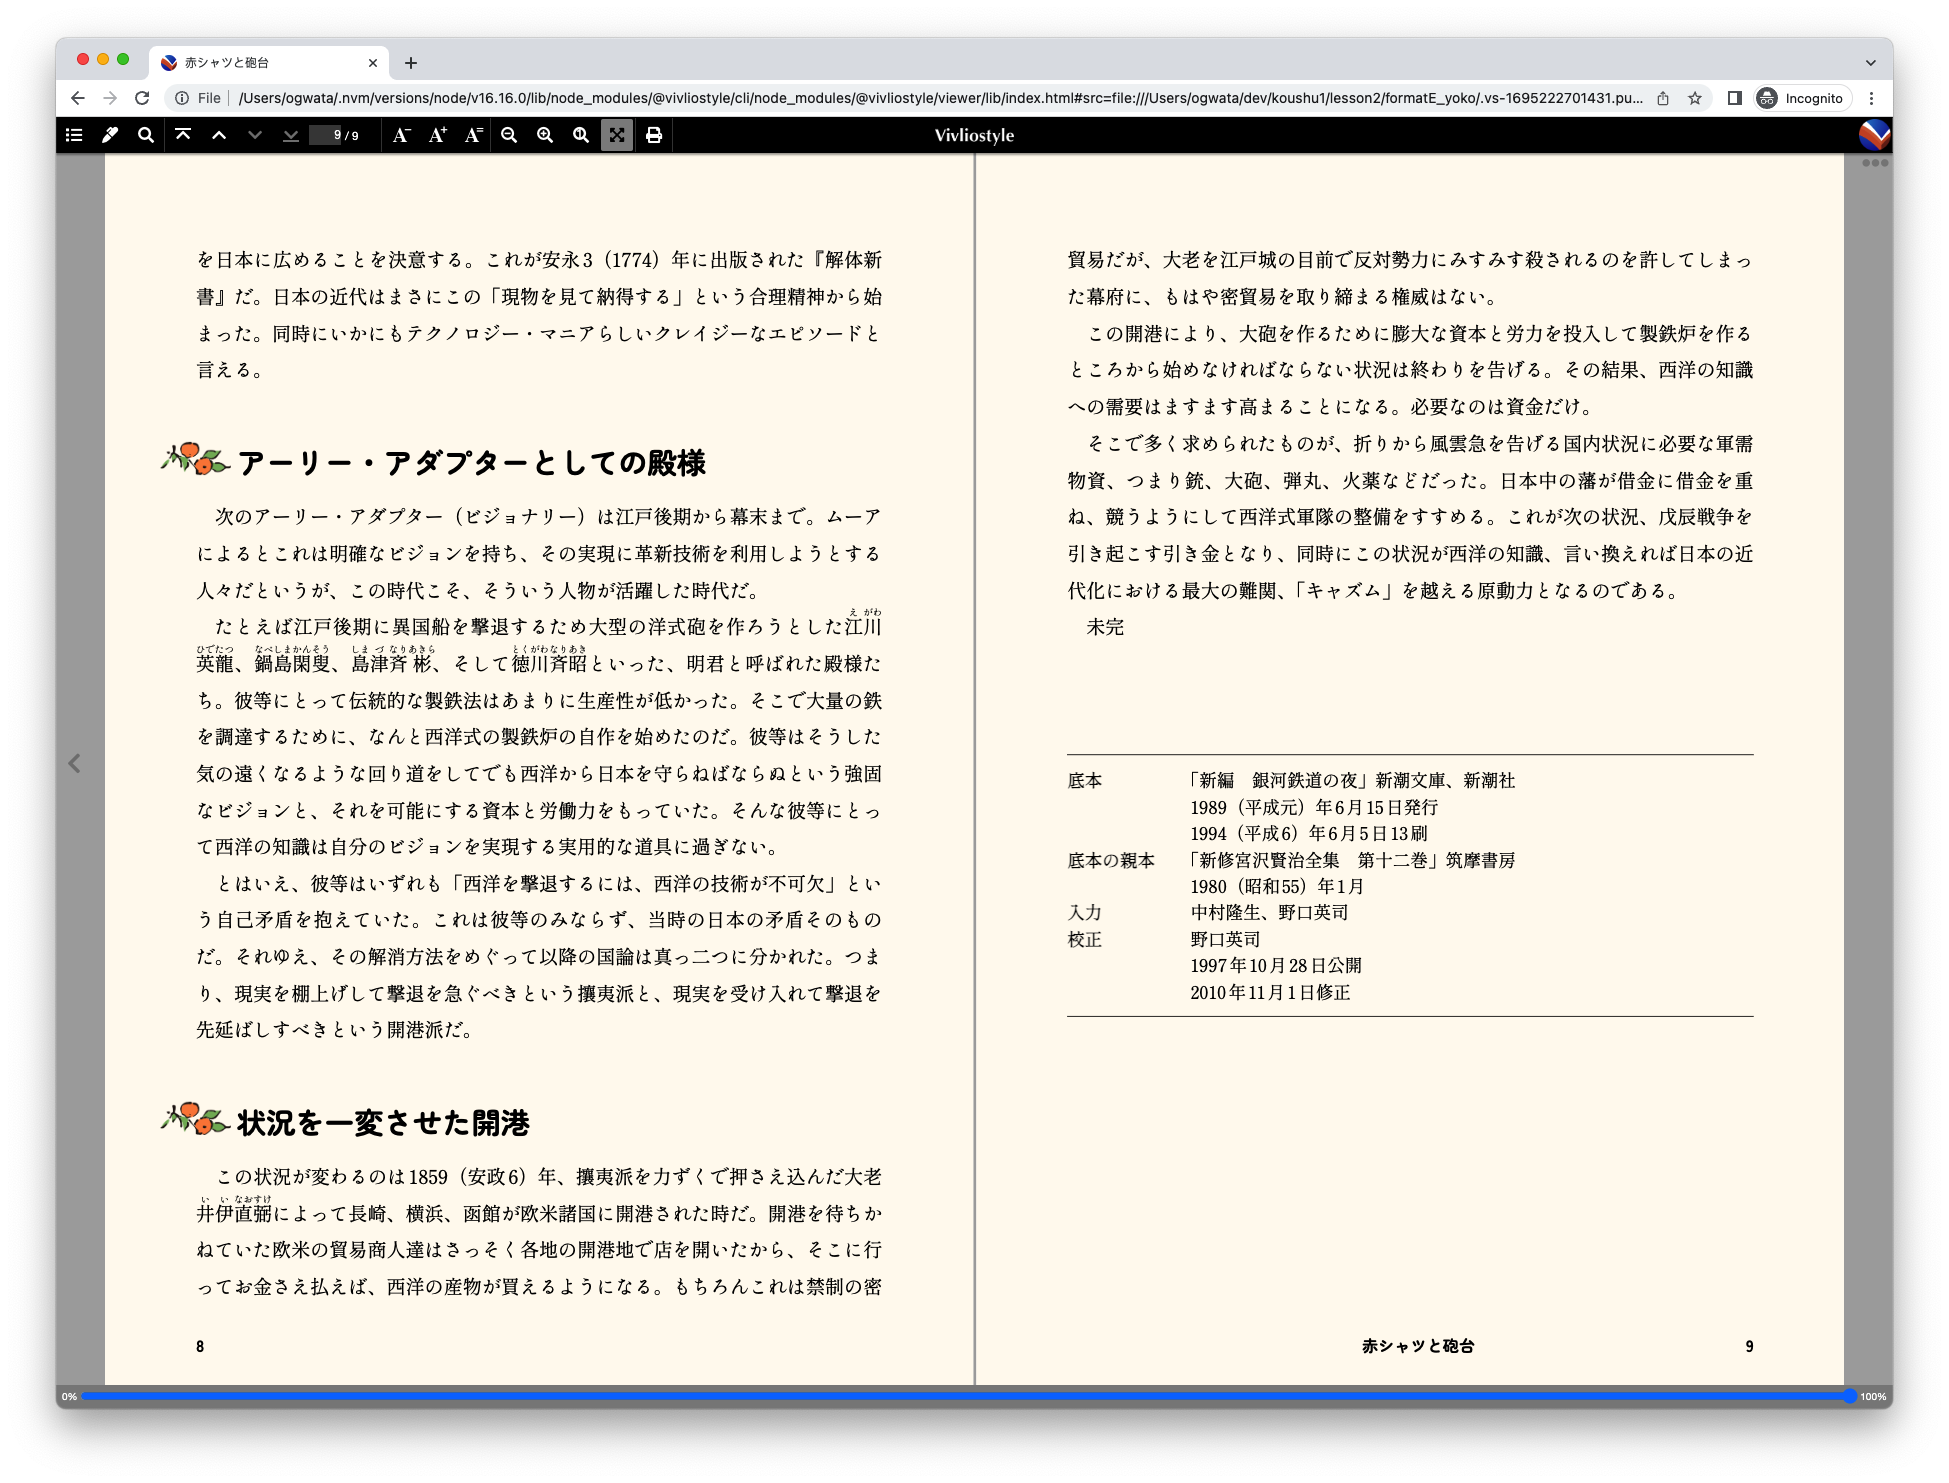 赤シャツと砲台
File
/Users/ogwata/.nvm/versions/node/v16.16.0/lib/node_modules/@vivliostyle/cli/node_modules/@vivliostyle/viewer/lib/index.html#src=file:///Users/ogwata/dev/koushu1/lesson2/formatE_yoko/.vs-1695222701431.pu...
Incognito
9 / 9
A⁻ A⁺ A⁼
Vivliostyle
を日本に広めることを決意する。これが安永3（1774）年に出版された『解体新
書』だ。日本の近代はまさにこの「現物を見て納得する」という合理精神から始
まった。同時にいかにもテクノロジー・マニアらしいクレイジーなエピソードと
言える。
アーリー・アダプターとしての殿様
次のアーリー・アダプター（ビジョナリー）は江戸後期から幕末まで。ムーア
によるとこれは明確なビジョンを持ち、その実現に革新技術を利用しようとする
人々だというが、この時代こそ、そういう人物が活躍した時代だ。
えがわ
たとえば江戸後期に異国船を撃退するため大型の洋式砲を作ろうとした江川
ひでたつ なべしまかんそう しまづなりあきら とくがわなりあき
英龍、鍋島閑叟、島津斉彬、そして徳川斉昭といった、明君と呼ばれた殿様た
ち。彼等にとって伝統的な製鉄法はあまりに生産性が低かった。そこで大量の鉄
を調達するために、なんと西洋式の製鉄炉の自作を始めたのだ。彼等はそうした
気の遠くなるような回り道をしてでも西洋から日本を守らねばならぬという強固
なビジョンと、それを可能にする資本と労働力をもっていた。そんな彼等にとっ
て西洋の知識は自分のビジョンを実現する実用的な道具に過ぎない。
とはいえ、彼等はいずれも「西洋を撃退するには、西洋の技術が不可欠」とい
う自己矛盾を抱えていた。これは彼等のみならず、当時の日本の矛盾そのもの
だ。それゆえ、その解消方法をめぐって以降の国論は真っ二つに分かれた。つま
り、現実を棚上げして撃退を急ぐべきという攘夷派と、現実を受け入れて撃退を
先延ばしすべきという開港派だ。
状況を一変させた開港
この状況が変わるのは1859（安政6）年、攘夷派を力ずくで押さえ込んだ大老
いいなおすけ
井伊直弼によって長崎、横浜、函館が欧米諸国に開港された時だ。開港を待ちか
ねていた欧米の貿易商人達はさっそく各地の開港地で店を開いたから、そこに行
ってお金さえ払えば、西洋の産物が買えるようになる。もちろんこれは禁制の密
8
貿易だが、大老を江戸城の目前で反対勢力にみすみす殺されるのを許してしまっ
た幕府に、もはや密貿易を取り締まる権威はない。
この開港により、大砲を作るために膨大な資本と労力を投入して製鉄炉を作る
ところから始めなければならない状況は終わりを告げる。その結果、西洋の知識
への需要はますます高まることになる。必要なのは資金だけ。
そこで多く求められたものが、折りから風雲急を告げる国内状況に必要な軍需
物資、つまり銃、大砲、弾丸、火薬などだった。日本中の藩が借金に借金を重
ね、競うようにして西洋式軍隊の整備をすすめる。これが次の状況、戊辰戦争を
引き起こす引き金となり、同時にこの状況が西洋の知識、言い換えれば日本の近
代化における最大の難関、「キャズム」を越える原動力となるのである。
未完
底本 「新編　銀河鉄道の夜」新潮文庫、新潮社
1989（平成元）年6月15日発行
1994（平成6）年6月5日13刷
底本の親本 「新修宮沢賢治全集　第十二巻」筑摩書房
1980（昭和55）年1月
入力 中村隆生、野口英司
校正 野口英司
1997年10月28日公開
2010年11月1日修正
赤シャツと砲台 9
0% 100%